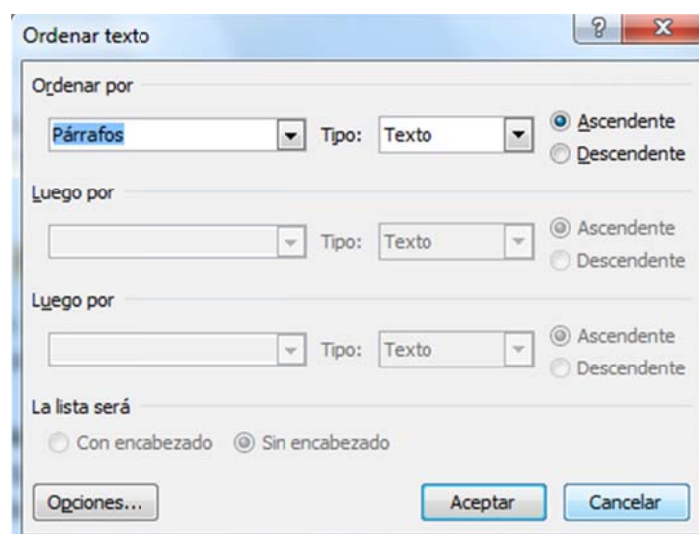 Ordenar texto
Ordenar por
Párrafos Tipo: Texto Ascendente
Descendente
Luego por
Tipo: Texto Ascendente
Descendente
Luego por
Tipo: Texto Ascendente
Descendente
La lista será
Con encabezado Sin encabezado
Opciones... Aceptar Cancelar